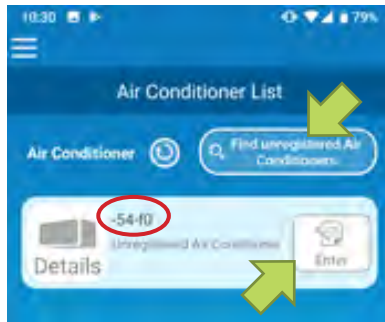 10:30 79%
Air Conditioner List
Air Conditioner
Find unregistered Air
Conditioners
-54-f0
Unregistered Air Conditioner
Details
Enter